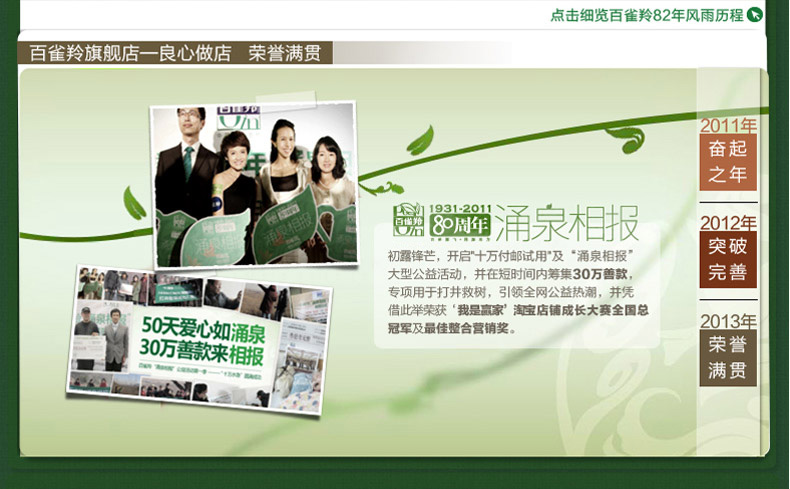 点击细览百雀羚82年风雨历程
百雀羚旗舰店一良心做店 荣誉满贯
百雀羚
2011年
奋起
之年
1931-2011
百雀羚
80周年
涌泉相报
2012年
突破
完善
初露锋芒，开启“十万付邮试用”及“涌泉相报”
大型公益活动，并在短时间内筹集30万善款，
专项用于打井救树，引领全网公益热潮，并凭
借此举荣获‘我是赢家’淘宝店铺成长大赛全国总
冠军及最佳整合营销奖。
50天爱心如涌泉
30万善款来相报
2013年
荣誉
满贯